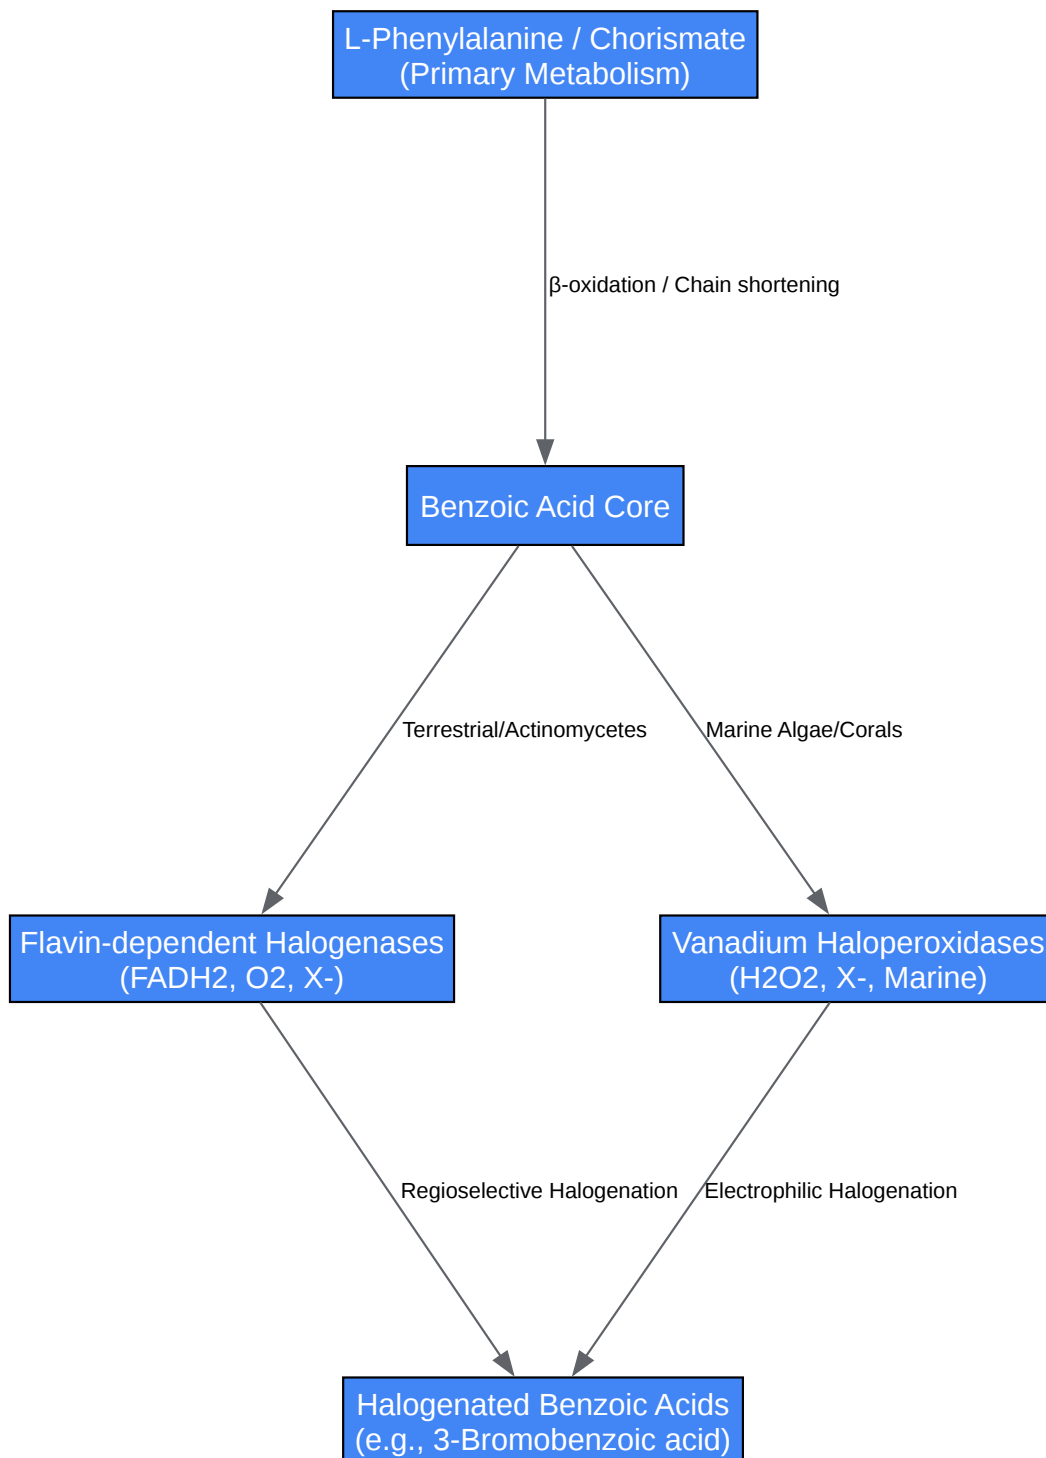 L-Phenylalanine / Chorismate
(Primary Metabolism)
β-oxidation / Chain shortening
Benzoic Acid Core
Terrestrial/Actinomycetes
Marine Algae/Corals
Flavin-dependent Halogenases
(FADH2, O2, X-)
Vanadium Haloperoxidases
(H2O2, X-, Marine)
Regioselective Halogenation
Electrophilic Halogenation
Halogenated Benzoic Acids
(e.g., 3-Bromobenzoic acid)